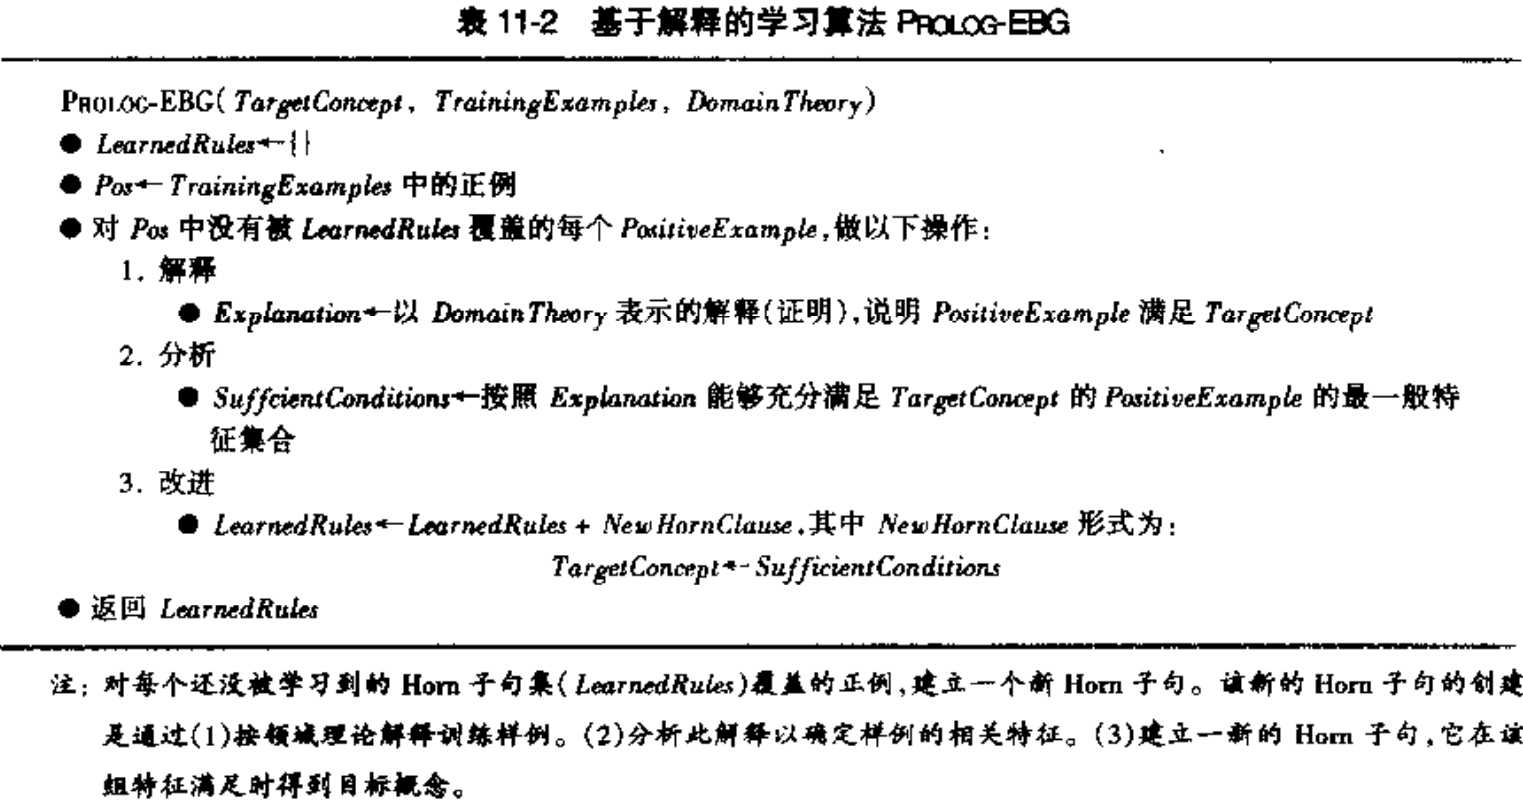 表 11-2 基于解释的学习算法 PROLOG-EBG
PROLOG-EBG( TargetConcept, TrainingExamples, DomainTheory)
● LearnedRules←{}
● Pos←TrainingExamples 中的正例
● 对 Pos 中没有被 LearnedRules 覆盖的每个 PositiveExample,做以下操作:
1. 解释
● Explanation←以 DomainTheory 表示的解释(证明),说明 PositiveExample 满足 TargetConcept
2. 分析
● SuffcientConditions←按照 Explanation 能够充分满足 TargetConcept 的 PositiveExample 的最一般特
征集合
3. 改进
● LearnedRules←LearnedRules + NewHornClause,其中 NewHornClause 形式为:
TargetConcept←SufficientConditions
● 返回 LearnedRules
注: 对每个还没被学习到的 Horn 子句集(LearnedRules)覆盖的正例,建立一个新 Horn 子句。该新的 Horn 子句的创建
是通过(1)按领域理论解释训练样例。(2)分析此解释以确定样例的相关特征。(3)建立一新的 Horn 子句,它在该
组特征满足时得到目标概念。